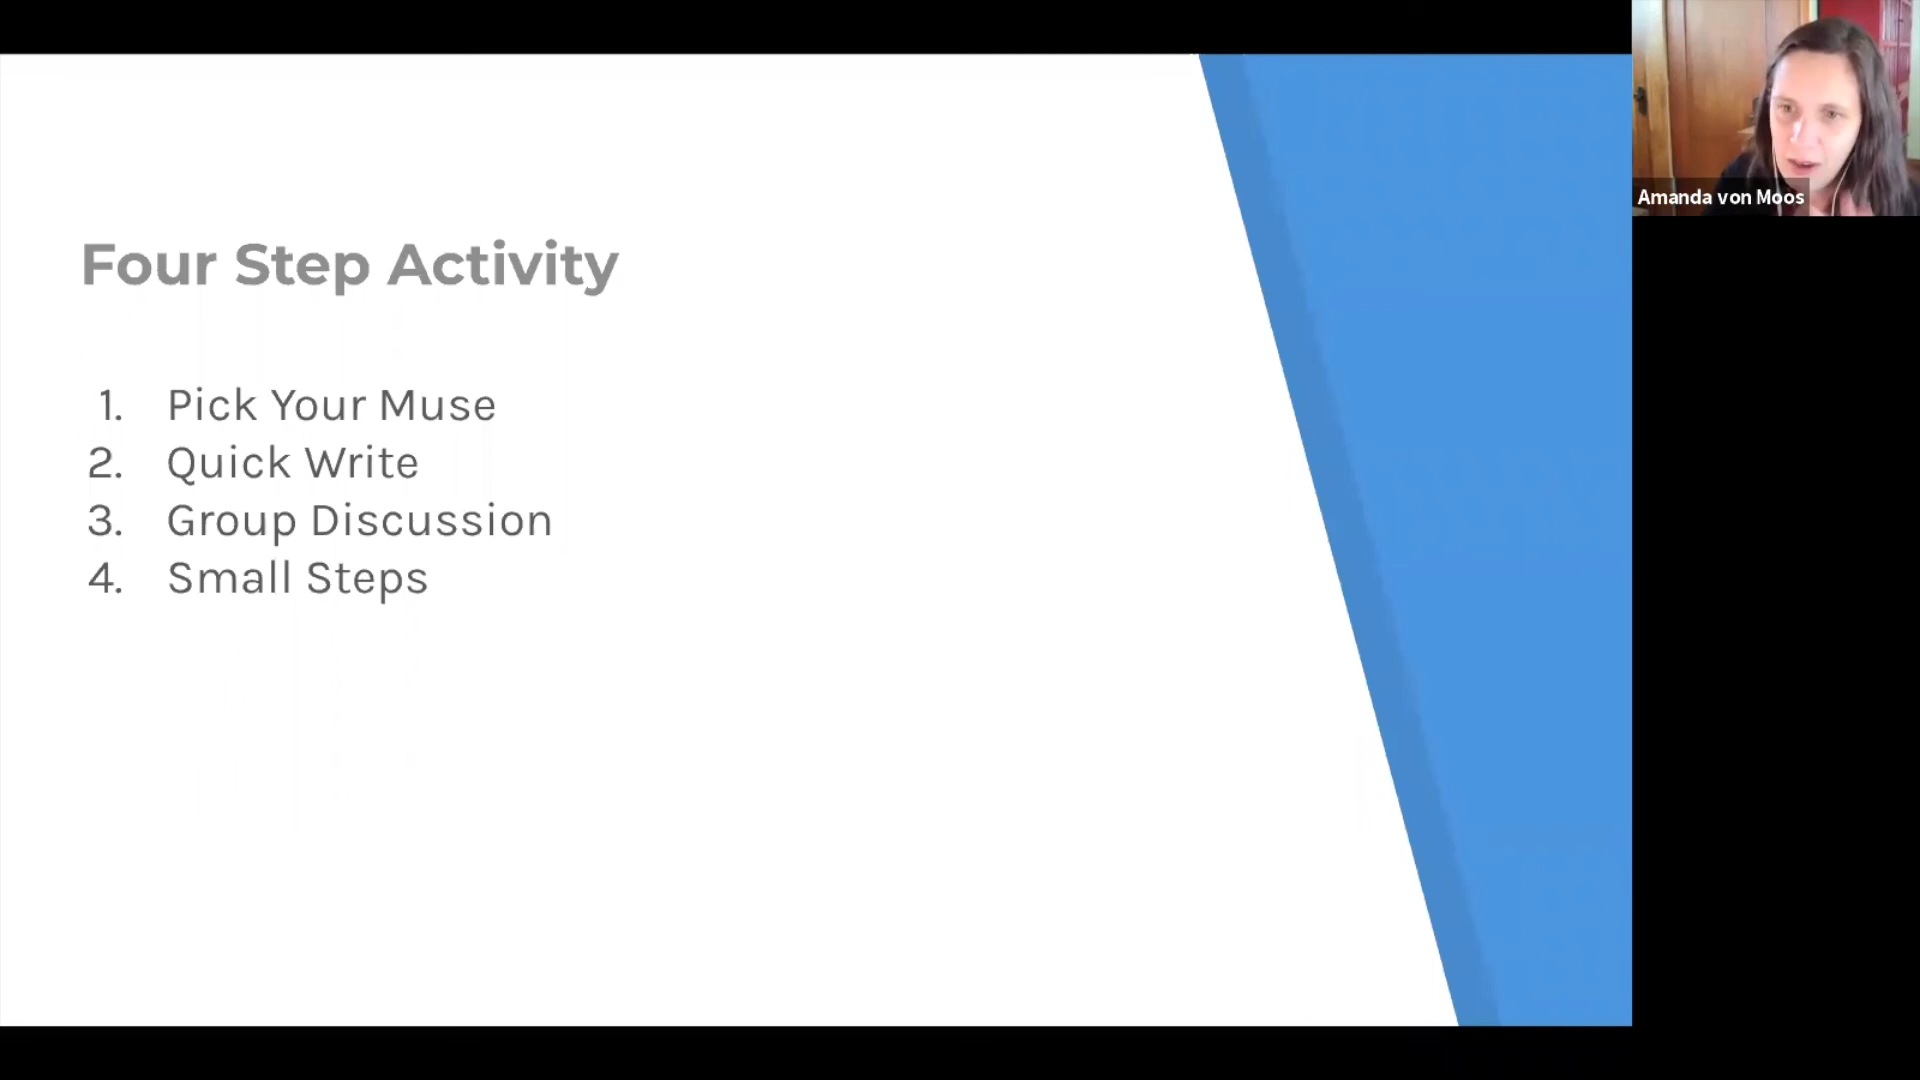 Four Step Activity
1. Pick Your Muse
2. Quick Write
3. Group Discussion
4. Small Steps
Amanda von Moos